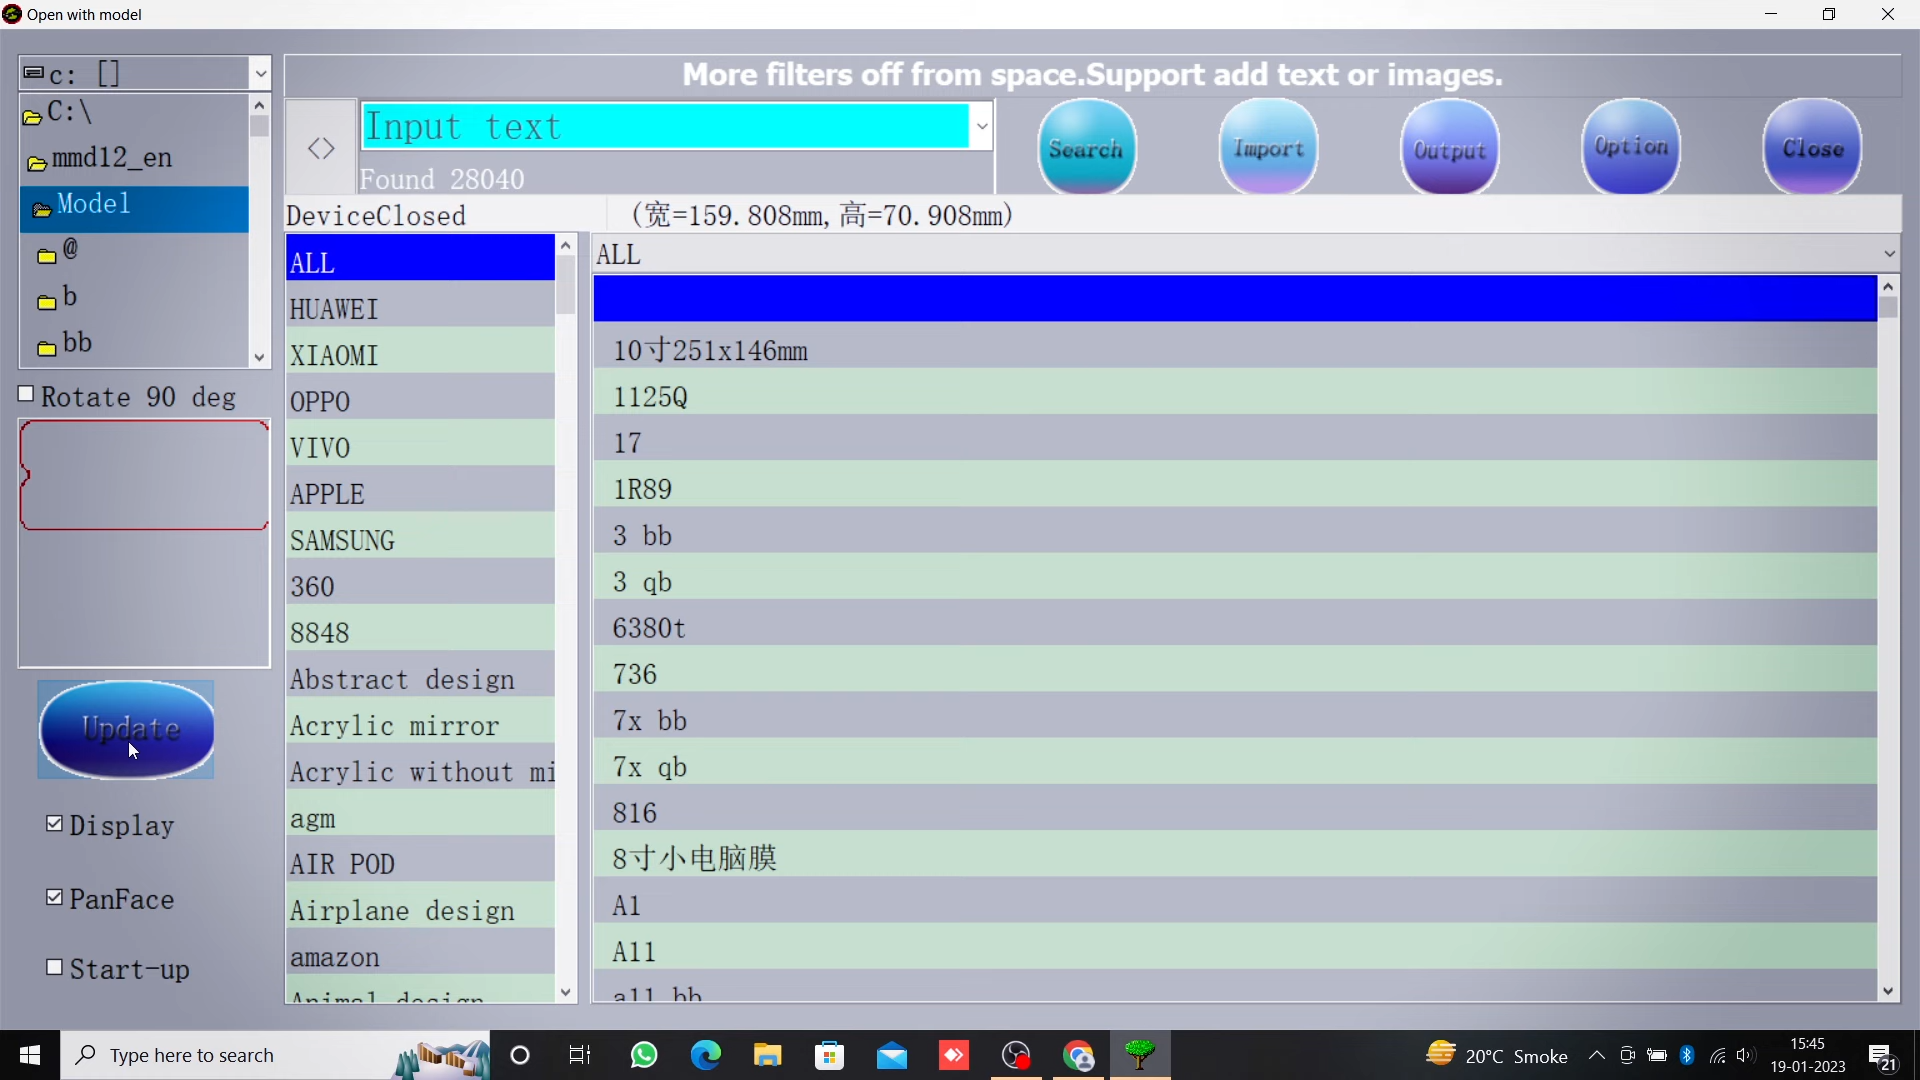 Open with model
c: []
C:\
mmd12_en
Model
@
b
bb
Rotate 90 deg
Update
Display
PanFace
Start-up
More filters off from space.Support add text or images.
<>
Input text
Found 28040
Search
Import
Output
Option
Close
DeviceClosed
(宽=159.808mm,高=70.908mm)
ALL
HUAWEI
XIAOMI
OPPO
VIVO
APPLE
SAMSUNG
360
8848
Abstract design
Acrylic mirror
Acrylic without mi
agm
AIR POD
Airplane design
amazon
Animal design
ALL
10寸251x146mm
1125Q
17
1R89
3 bb
3 qb
6380t
736
7x bb
7x qb
816
8寸小电脑膜
A1
A11
a11 bb
Type here to search
20°C Smoke
15:45
19-01-2023
21